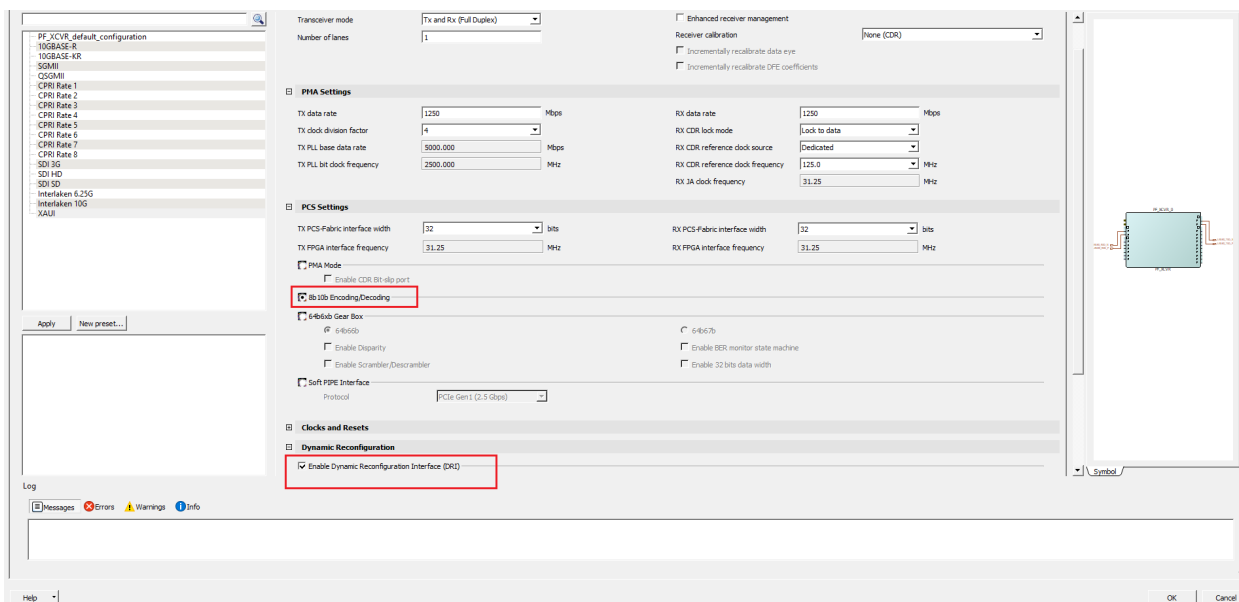 PF_XCVR_default_configuration
10GBASE-R
10GBASE-KR
SGMII
QSGMII
CPRI Rate 1
CPRI Rate 2
CPRI Rate 3
CPRI Rate 4
CPRI Rate 5
CPRI Rate 6
CPRI Rate 7
CPRI Rate 8
SDI 3G
SDI HD
SDI SD
Interlaken 6.25G
Interlaken 10G
XAUI
Apply New preset...
Transceiver mode Tx and Rx (Full Duplex) Enhanced receiver management
Number of lanes 1 Receiver calibration None (CDR)
Incrementally recalibrate data eye
Incrementally recalibrate DFE coefficients
PMA Settings
TX data rate 1250 Mbps RX data rate 1250 Mbps
TX clock division factor 4 RX CDR lock mode Lock to data
TX PLL base data rate 5000.000 Mbps RX CDR reference clock source Dedicated
TX PLL bit clock frequency 2500.000 MHz RX CDR reference clock frequency 125.0 MHz
RX JA clock frequency 31.25 MHz
PCS Settings
TX PCS-Fabric interface width 32 bits RX PCS-Fabric interface width 32 bits
TX FPGA interface frequency 31.25 MHz RX FPGA interface frequency 31.25 MHz
PMA Mode
Enable CDR Bit-slip port
8b10b Encoding/Decoding
64b6xb Gear Box
64b66b 64b67b
Enable Disparity Enable BER monitor state machine
Enable Scrambler/Descrambler Enable 32 bits data width
Soft PIPE Interface
Protocol PCIe Gen1 (2.5 Gbps)
Clocks and Resets
Dynamic Reconfiguration
Enable Dynamic Reconfiguration Interface (DRI)
Symbol
Log
Messages Errors Warnings Info
Help OK Cancel